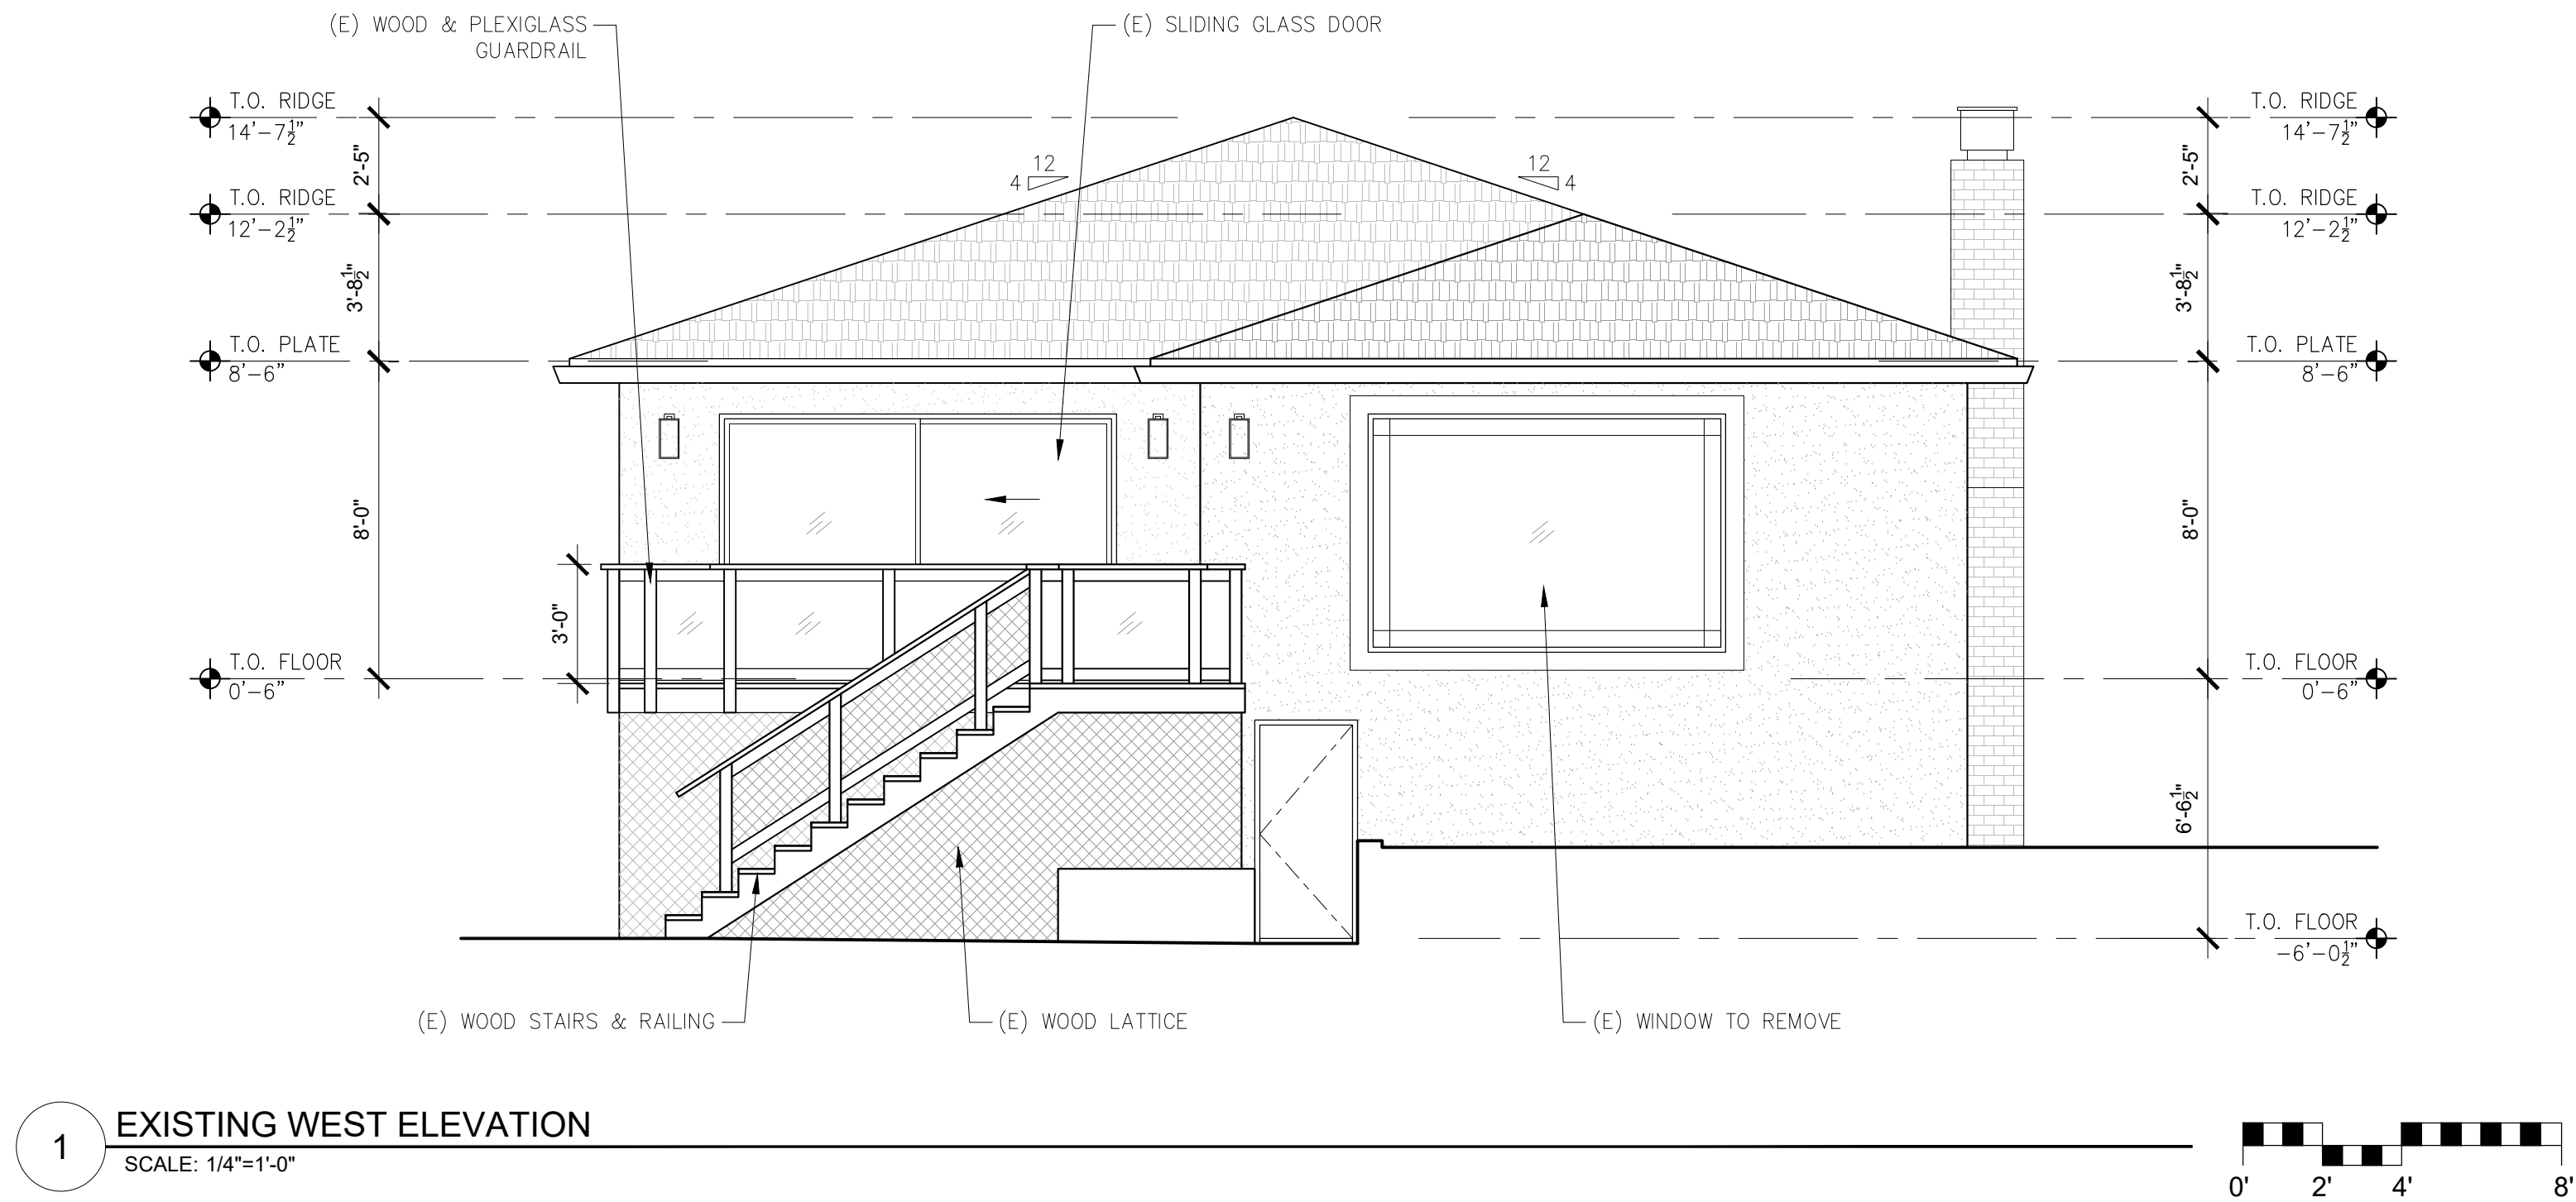 (E) WOOD & PLEXIGLASS
GUARDRAIL
(E) SLIDING GLASS DOOR
T.O. RIDGE
14'-7½"
2'-5"
T.O. RIDGE
12'-2½"
3'-8½"
T.O. PLATE
8'-6"
8'-0"
3'-0"
T.O. FLOOR
0'-6"
12
4
12
4
T.O. RIDGE
14'-7½"
2'-5"
T.O. RIDGE
12'-2½"
3'-8½"
T.O. PLATE
8'-6"
8'-0"
T.O. FLOOR
0'-6"
6'-6½"
T.O. FLOOR
-6'-0½"
(E) WOOD STAIRS & RAILING
(E) WOOD LATTICE
(E) WINDOW TO REMOVE
1
EXISTING WEST ELEVATION
SCALE: 1/4"=1'-0"
0' 2' 4' 8'